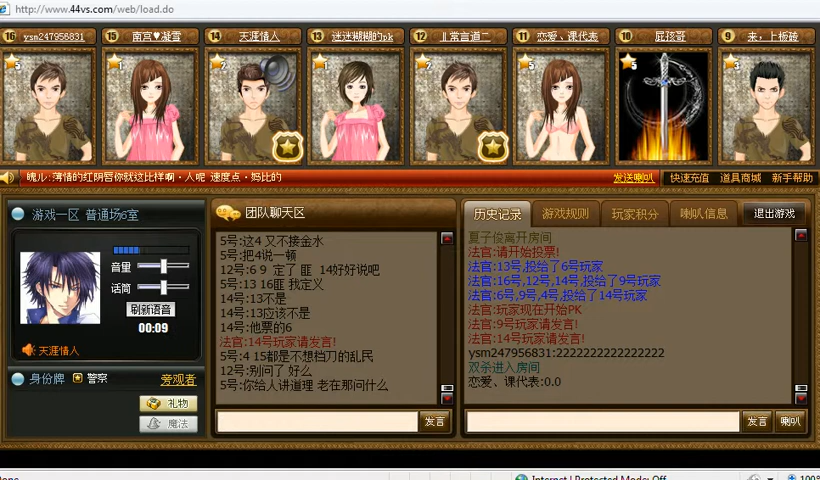 http://www.44vs.com/web/load.do
16 ysm247956831 15 南宫♥凝雪 14 天涯情人 13 迷迷糊糊的pk 12 ‖常言道二 11 恋爱、课代表 10 屁孩哥 9 来，上板砖
魄ル:薄情的红阴唇你就这比样啊·人呢 速度点·妈比的 发送喇叭 快速充值 道具商城 新手帮助
游戏一区 普通场6室
音量
话筒
刷新语音
00:09
天涯情人
身份牌 警察 旁观者
礼物
魔法
团队聊天区
5号:这4 又不接金水
5号:把4说一顿
12号:6 9 定了 匪 14好好说吧
5号:13 16匪 我定义
14号:13不是
14号:13应该不是
14号:他票的6
法官:14号玩家请发言!
5号:4 15都是不想档刀的乱民
12号:别问了 好么
5号:你给人讲道理 老在那问什么
发言
历史记录 游戏规则 玩家积分 喇叭信息 退出游戏
夏子俊离开房间
法官:请开始投票!
法官:13号,投给了6号玩家
法官:16号,12号,14号,投给了9号玩家
法官:6号,9号,4号,投给了14号玩家
法官:玩家现在开始PK
法官:9号玩家请发言!
法官:14号玩家请发言!
ysm247956831:2222222222222222
双杀进入房间
恋爱、课代表:0.0
发言 喇叭
Internet | Protected Mode: Off